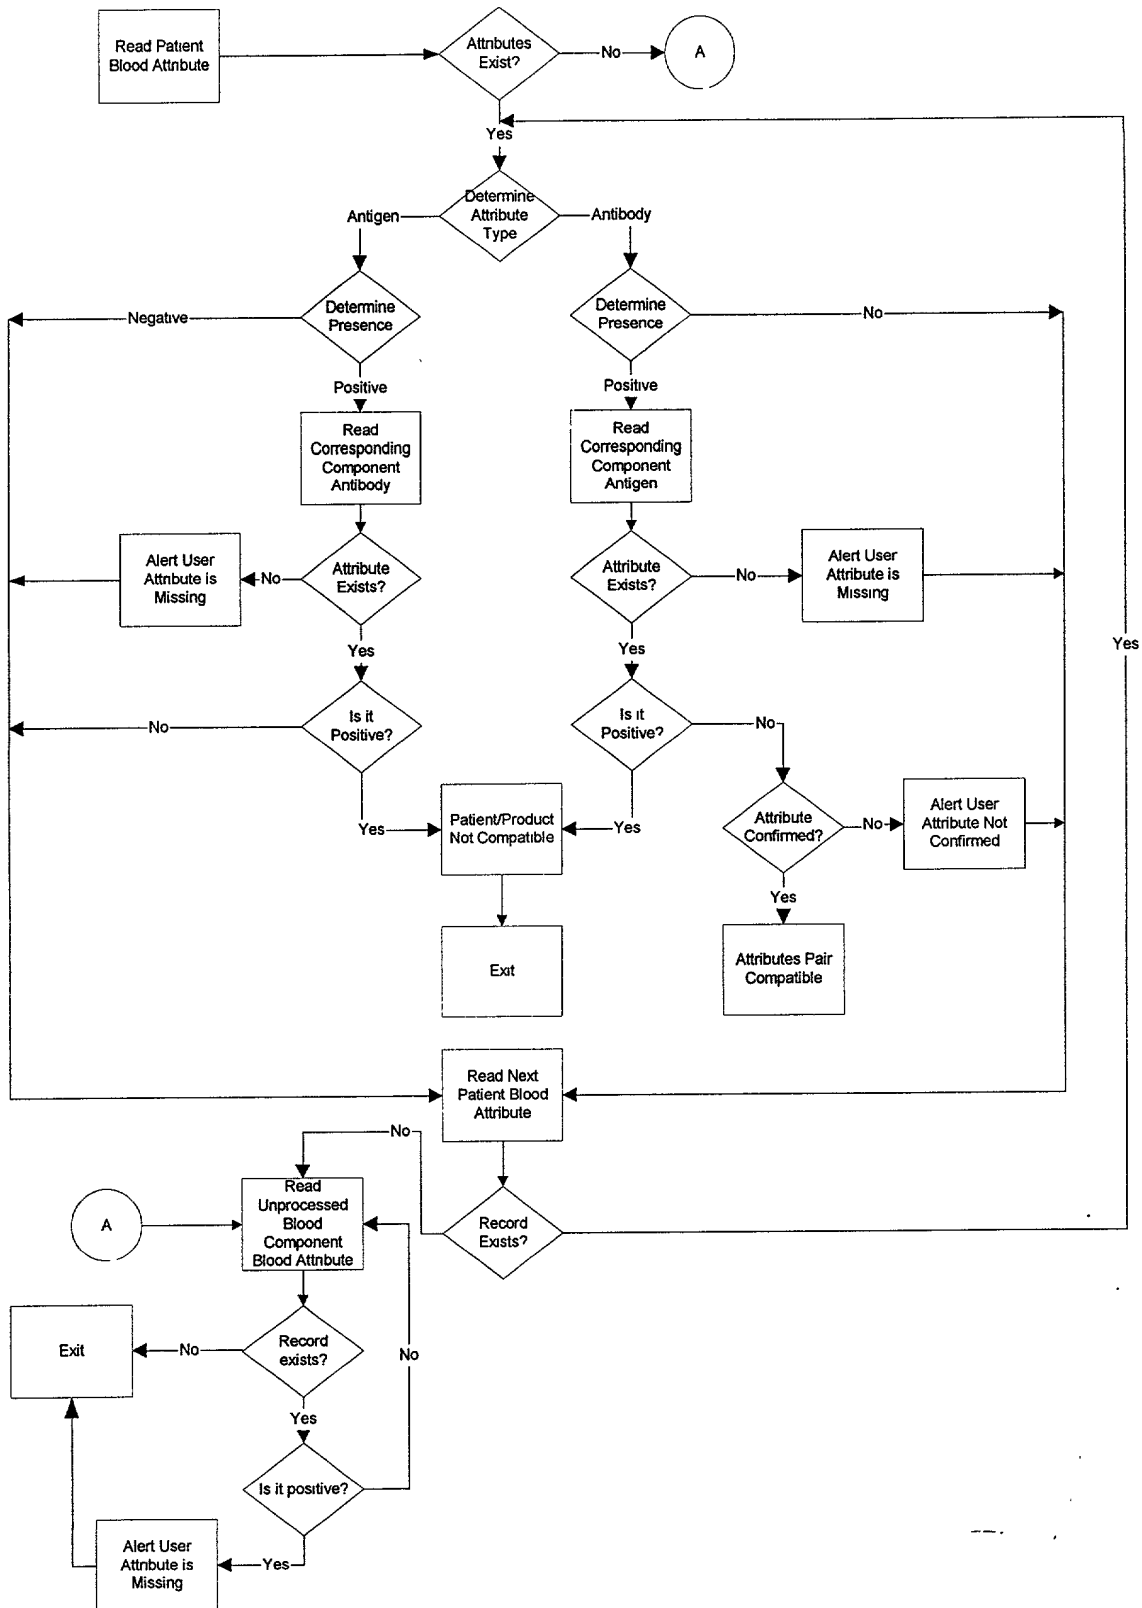 Read Patient
Blood Attribute
Attributes
Exist?
No
A
Yes
Determine
Attribute
Type
Antigen
Antibody
Determine
Presence
Negative
Determine
Presence
No
Positive
Positive
Read
Corresponding
Component
Antibody
Read
Corresponding
Component
Antigen
Alert User
Attribute is
Missing
No
Attribute
Exists?
Attribute
Exists?
No
Alert User
Attribute is
Missing
Yes
Yes
Yes
No
Is it
Positive?
Is it
Positive?
No
Yes
Patient/Product
Not Compatible
Yes
Attribute
Confirmed?
No
Alert User
Attribute Not
Confirmed
Yes
Exit
Attributes Pair
Compatible
Read Next
Patient Blood
Attribute
No
A
Read
Unprocessed
Blood
Component
Blood Attribute
Record
Exists?
Exit
No
Record
exists?
No
Yes
Is it positive?
Alert User
Attribute is
Missing
Yes